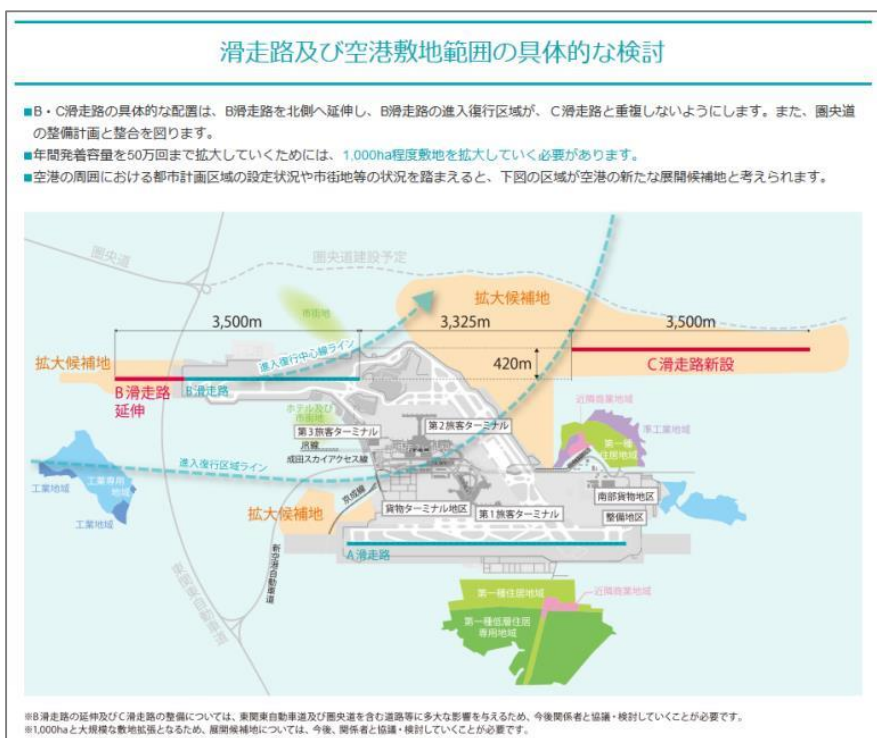 滑走路及び空港敷地範囲の具体的な検討
■B・C滑走路の具体的な配置は、B滑走路を北側へ延伸し、B滑走路の進入復行区域が、C滑走路と重複しないようにします。また、圏央道
の整備計画と整合を図ります。
■年間発着容量を50万回まで拡大していくためには、1,000ha程度敷地を拡大していく必要があります。
■空港の周囲における都市計画区域の設定状況や市街地等の状況を踏まえると、下図の区域が空港の新たな展開候補地と考えられます。
圏央道
圏央道建設予定
拡大候補地
市街地
3,500m
3,325m
3,500m
進入復行中心線ライン
拡大候補地
420m
C滑走路新設
B滑走路
延伸
B滑走路
ホテル及び
市街地
近隣商業地域
準工業地域
第一種
住居地域
第3旅客ターミナル
第2旅客ターミナル
JR線
成田スカイアクセス線
進入復行区域ライン
工業地域
工業専用
地域
工業地域
京成線
拡大候補地
貨物ターミナル地区
第1旅客ターミナル
南部貨物地区
整備地区
A滑走路
新空港自動車道
東関東自動車道
第一種住居地域
近隣商業地域
第一種低層住居
専用地域
※B滑走路の延伸及びC滑走路の整備については、東関東自動車道及び圏央道を含む道路等に多大な影響を与えるため、今後関係者と協議・検討していくことが必要です。
※1,000haと大規模な敷地拡張となるため、展開候補地については、今後、関係者と協議・検討していくことが必要です。